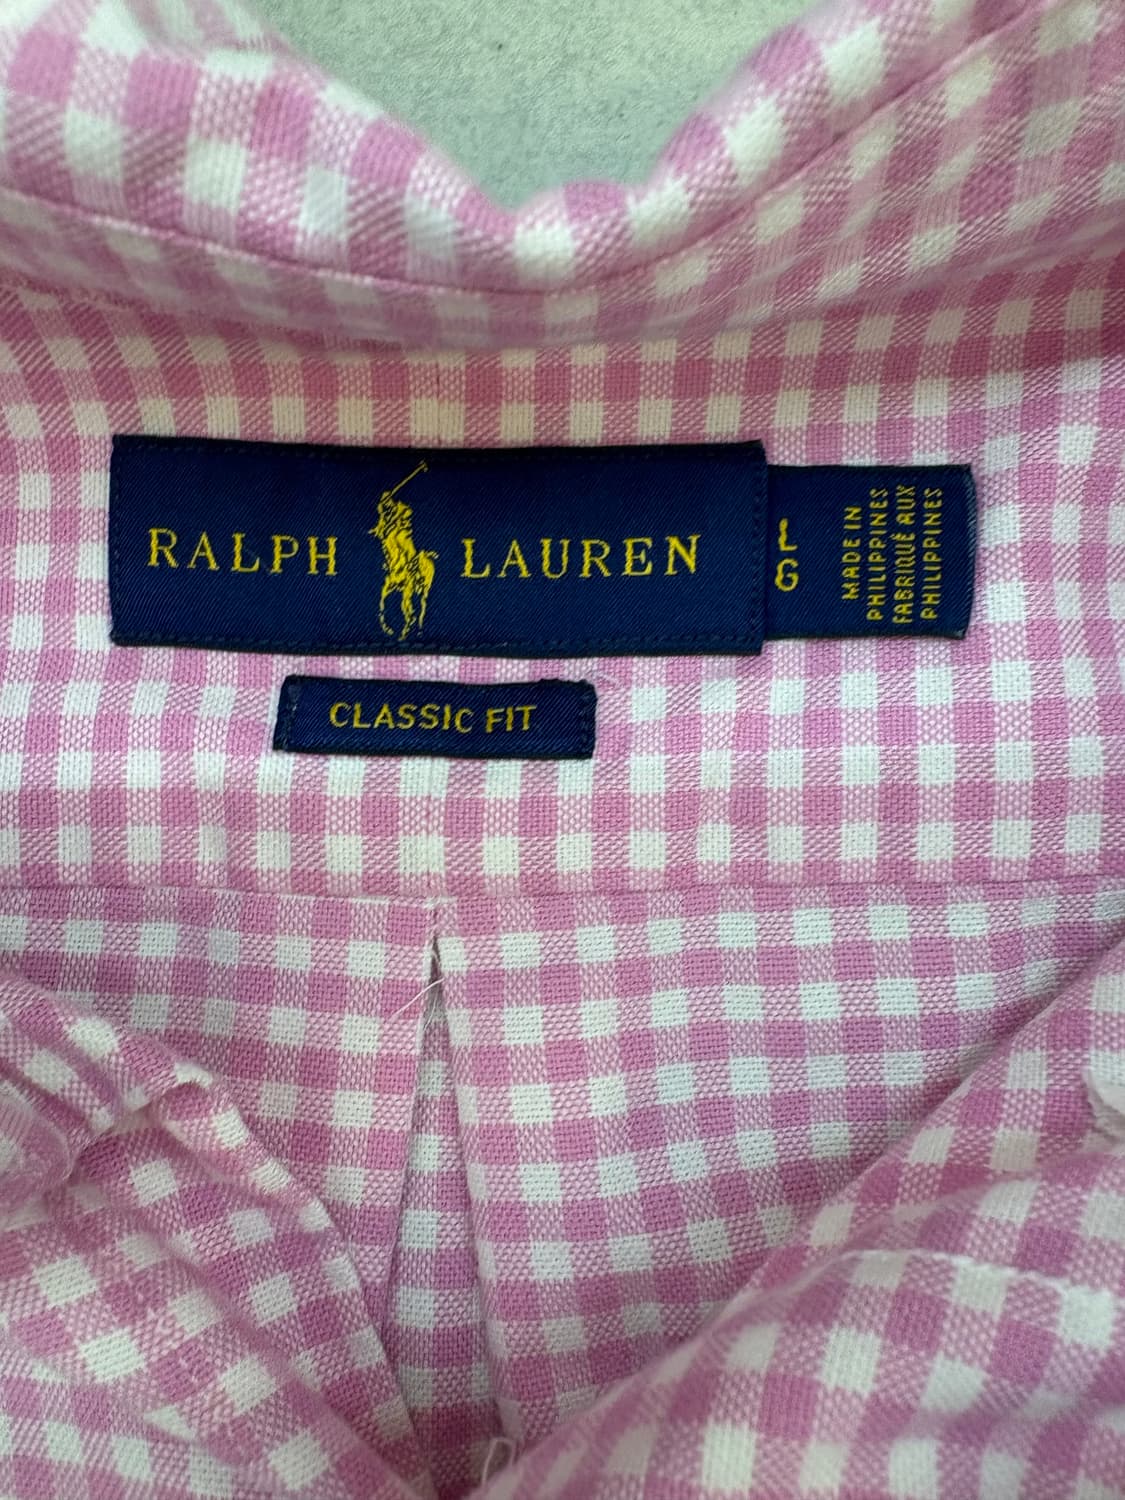 RALPH LAUREN
L
G
MADE IN
PHILIPPINES
FABRIQUÉ AUX
PHILIPPINES
CLASSIC FIT